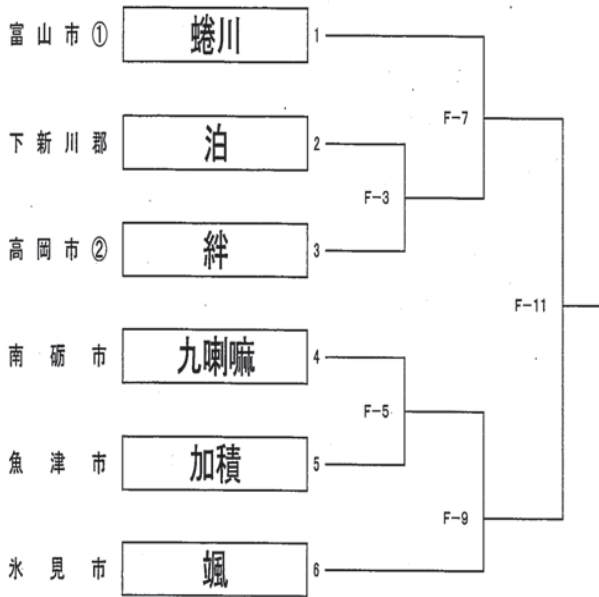 富山市① 蜷川 1
F-7
下新川郡 泊 2
F-3
高岡市② 絆 3
F-11
南砺市 九喇嘛 4
F-5
魚津市 加積 5
F-9
氷見市 颯 6